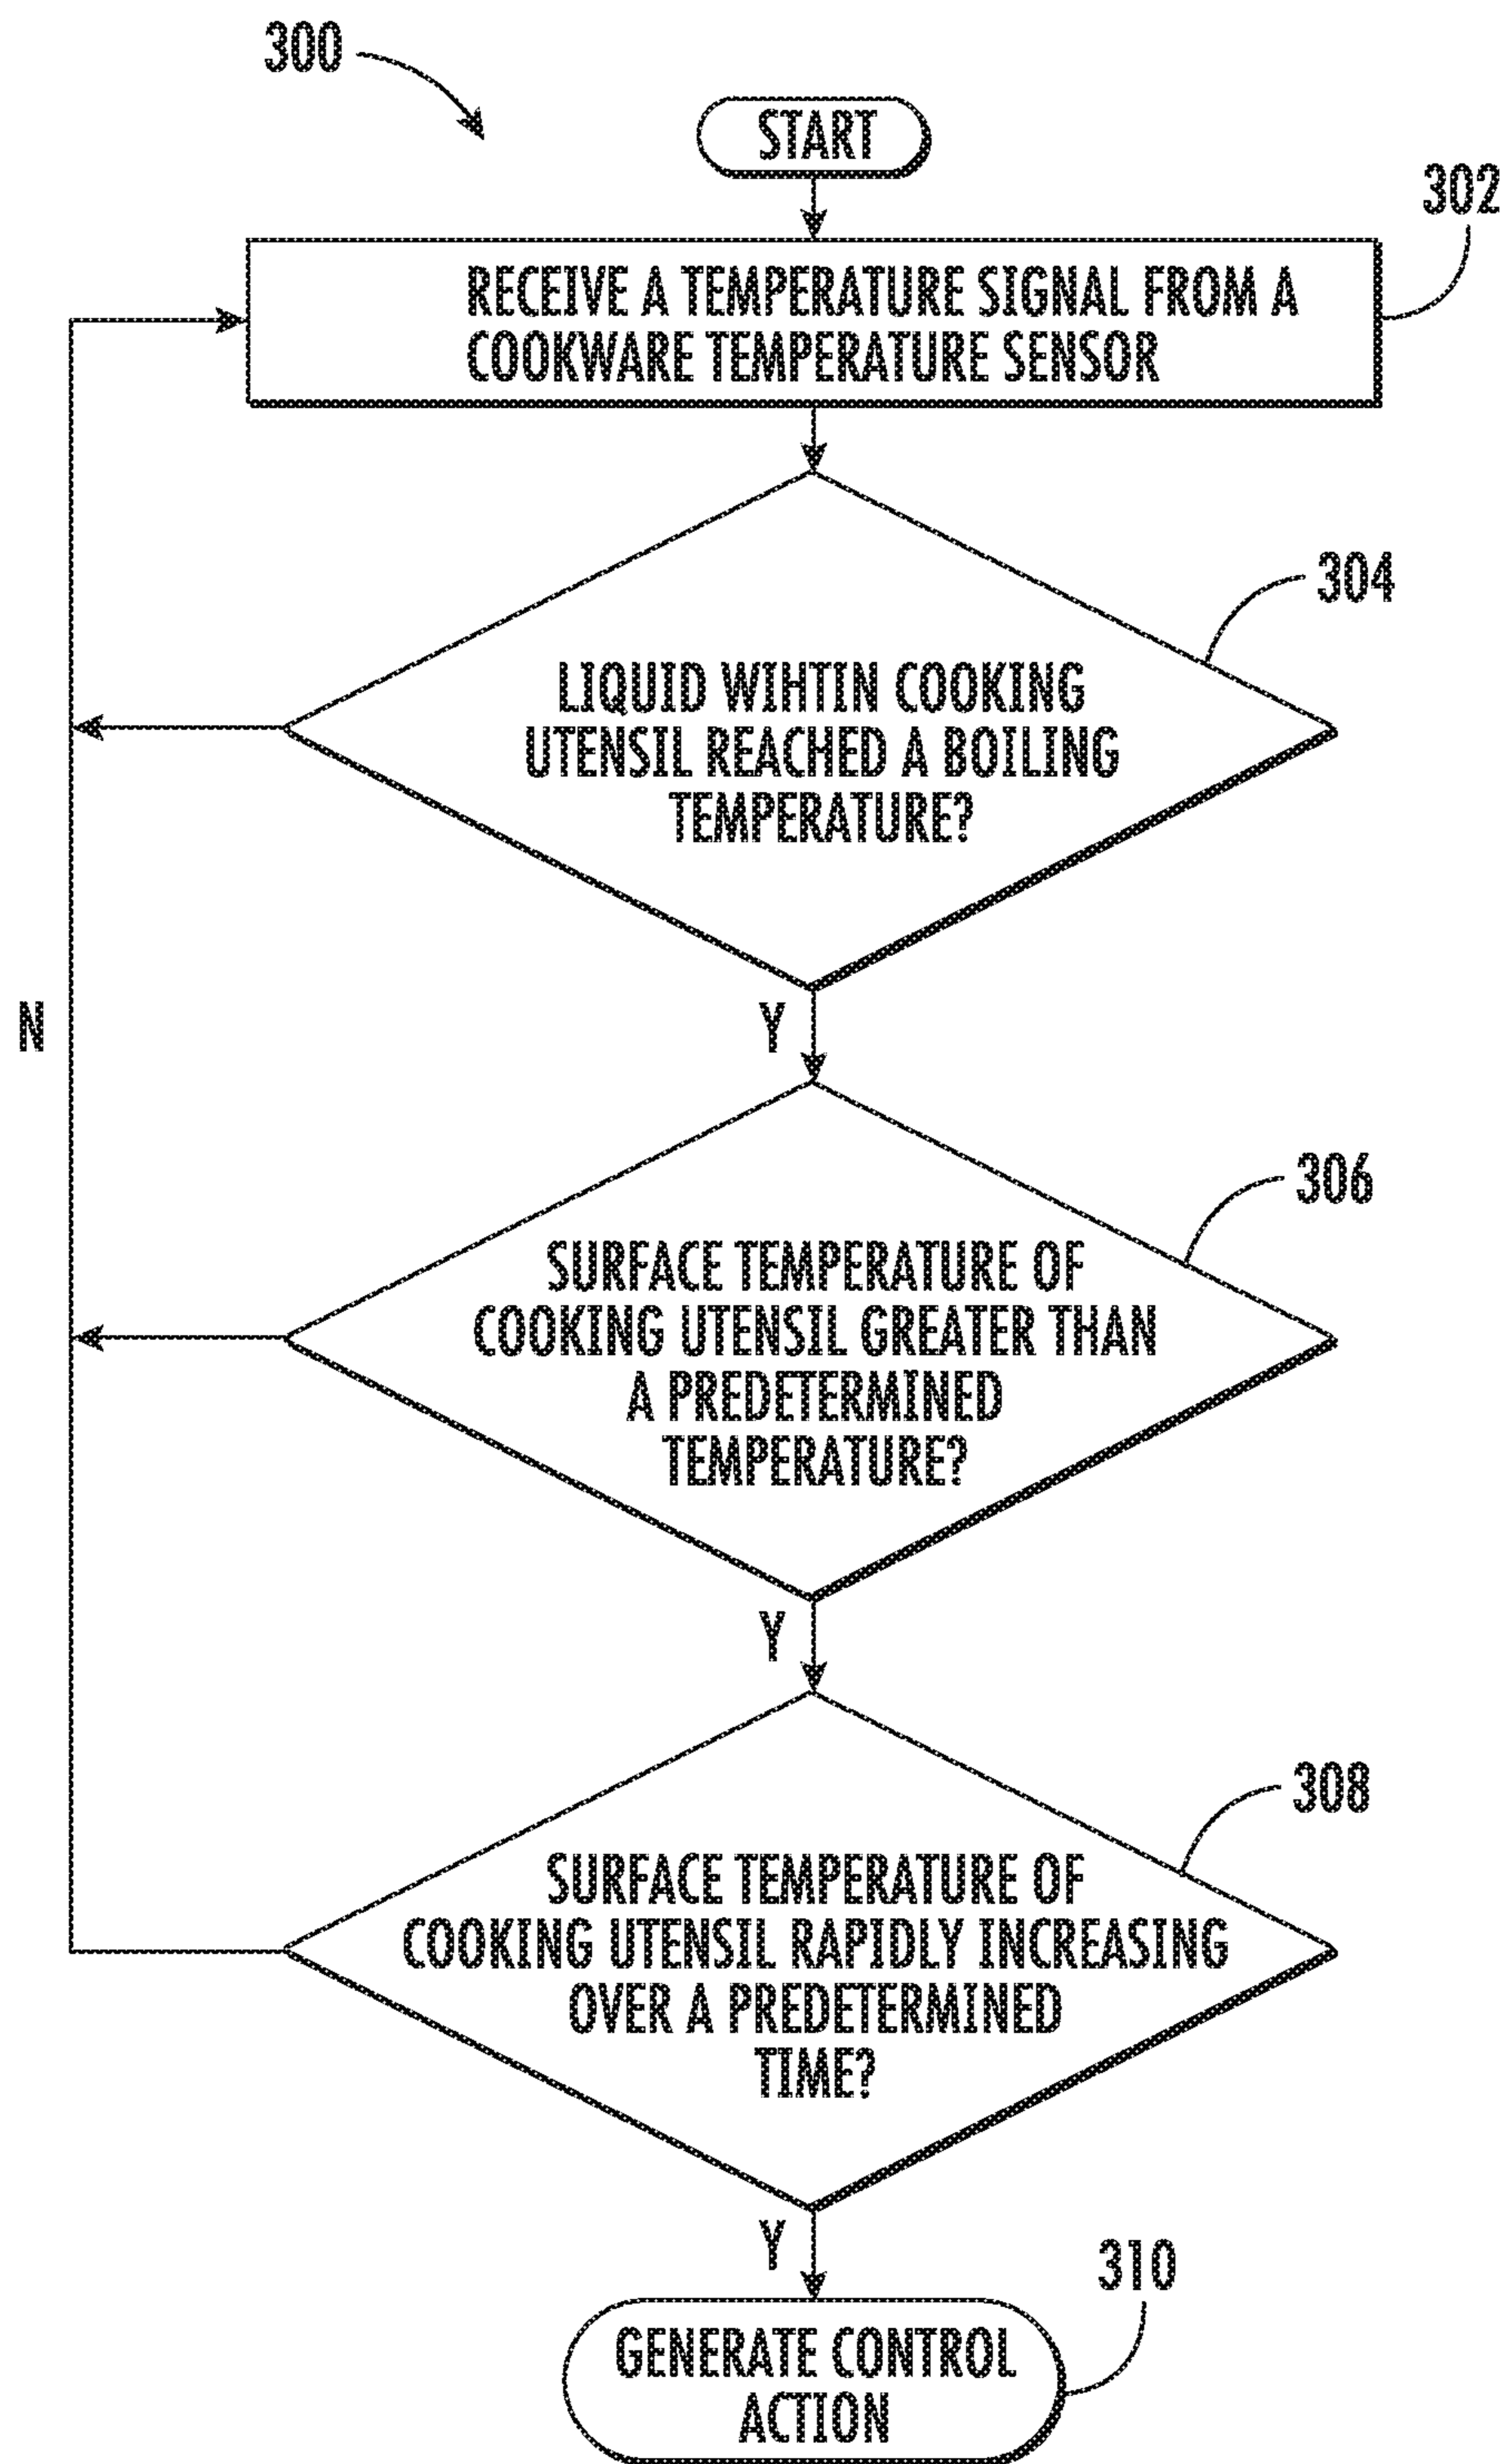 300
START
302
RECEIVE A TEMPERATURE SIGNAL FROM A
COOKWARE TEMPERATURE SENSOR
304
LIQUID WIHTIN COOKING
UTENSIL REACHED A BOILING
TEMPERATURE?
N
Y
306
SURFACE TEMPERATURE OF
COOKING UTENSIL GREATER THAN
A PREDETERMINED
TEMPERATURE?
Y
308
SURFACE TEMPERATURE OF
COOKING UTENSIL RAPIDLY INCREASING
OVER A PREDETERMINED
TIME?
Y
310
GENERATE CONTROL
ACTION